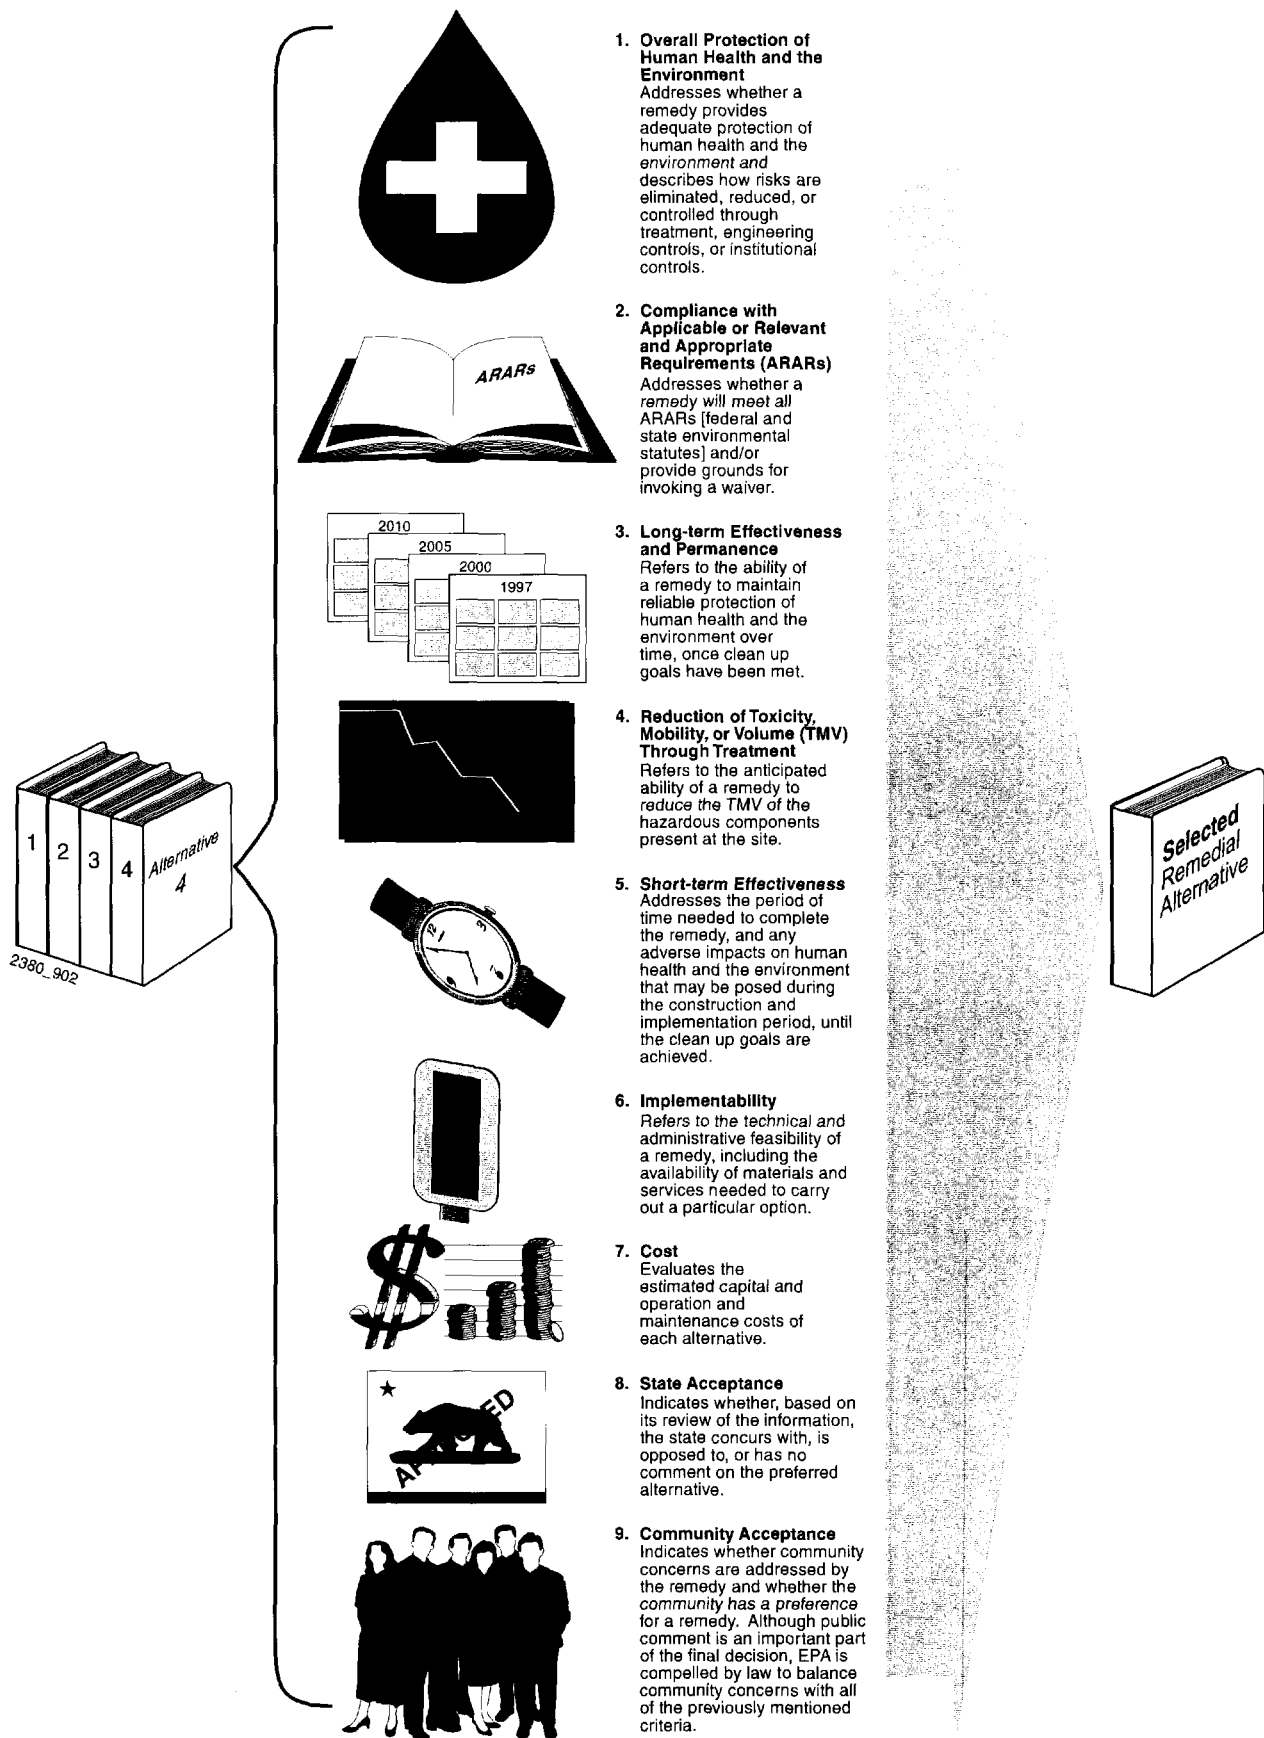 1. Overall Protection of
Human Health and the
Environment
Addresses whether a
remedy provides
adequate protection of
human health and the
environment and
describes how risks are
eliminated, reduced, or
controlled through
treatment, engineering
controls, or institutional
controls.
ARARs
2. Compliance with
Applicable or Relevant
and Appropriate
Requirements (ARARs)
Addresses whether a
remedy will meet all
ARARs [federal and
state environmental
statutes] and/or
provide grounds for
invoking a waiver.
2010
2005
2000
1997
3. Long-term Effectiveness
and Permanence
Refers to the ability of
a remedy to maintain
reliable protection of
human health and the
environment over
time, once clean up
goals have been met.
4. Reduction of Toxicity,
Mobility, or Volume (TMV)
Through Treatment
Refers to the anticipated
ability of a remedy to
reduce the TMV of the
hazardous components
present at the site.
1
2
3
4
Alternative
4
2380_902
Selected
Remedial
Alternative
12
3
5. Short-term Effectiveness
Addresses the period of
time needed to complete
the remedy, and any
adverse impacts on human
health and the environment
that may be posed during
the construction and
implementation period, until
the clean up goals are
achieved.
6. Implementability
Refers to the technical and
administrative feasibility of
a remedy, including the
availability of materials and
services needed to carry
out a particular option.
$
7. Cost
Evaluates the
estimated capital and
operation and
maintenance costs of
each alternative.
8. State Acceptance
Indicates whether, based on
its review of the information,
the state concurs with, is
opposed to, or has no
comment on the preferred
alternative.
9. Community Acceptance
Indicates whether community
concerns are addressed by
the remedy and whether the
community has a preference
for a remedy. Although public
comment is an important part
of the final decision, EPA is
compelled by law to balance
community concerns with all
of the previously mentioned
criteria.